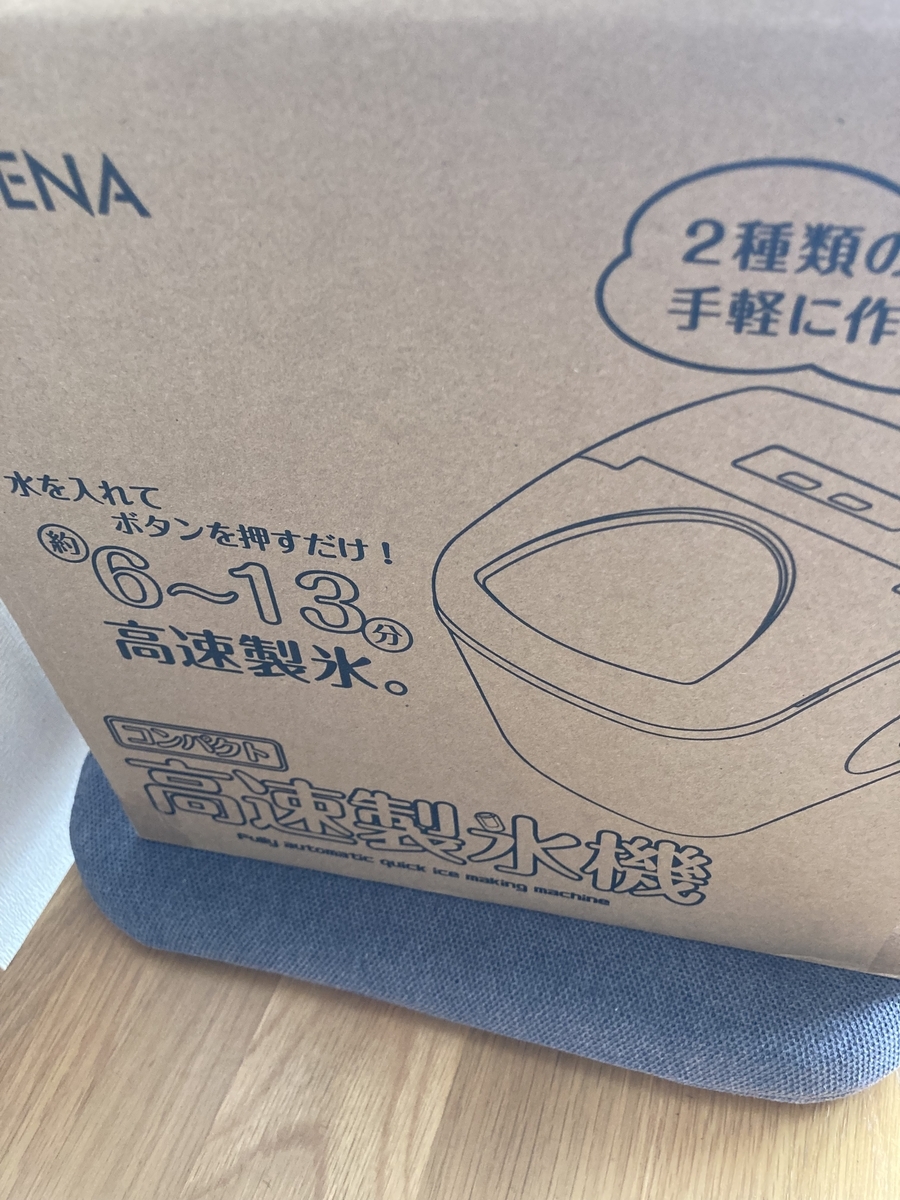 ENA
2種類の
手軽に作
水を入れて
ボタンを押すだけ！
約6〜13分
高速製氷。
コンパクト
高速製氷機
Fully automatic quick ice making machine